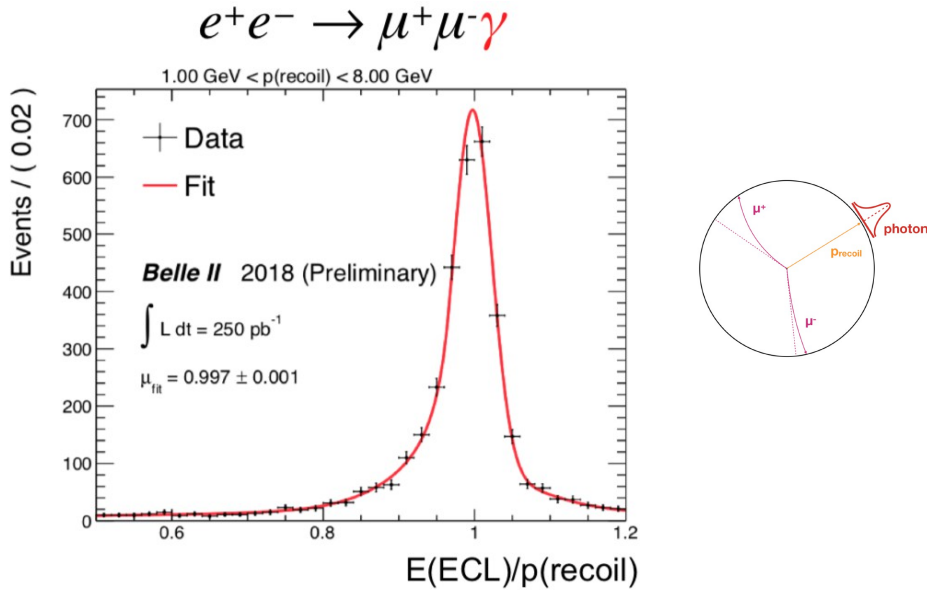 e⁺e⁻ → μ⁺μ⁻γ
1.00 GeV < p(recoil) < 8.00 GeV
Events / ( 0.02 )
700
600
500
400
300
200
100
0
Data
Fit
Belle II 2018 (Preliminary)
∫ L dt = 250 pb⁻¹
μfit = 0.997 ± 0.001
0.6
0.8
1
1.2
E(ECL)/p(recoil)
μ⁺
photon
precoil
μ⁻